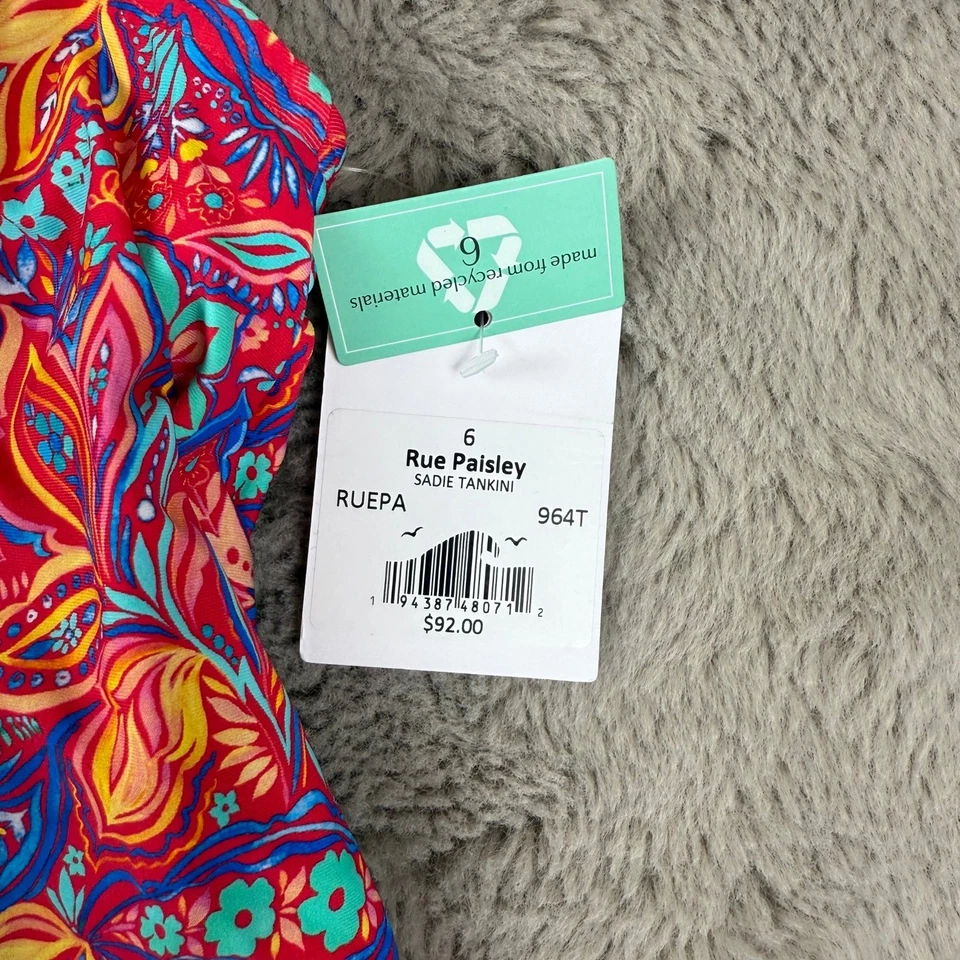 6
made from recycled materials
6
Rue Paisley
SADIE TANKINI
RUEPA 964T
1 94387 48071 2
$92.00